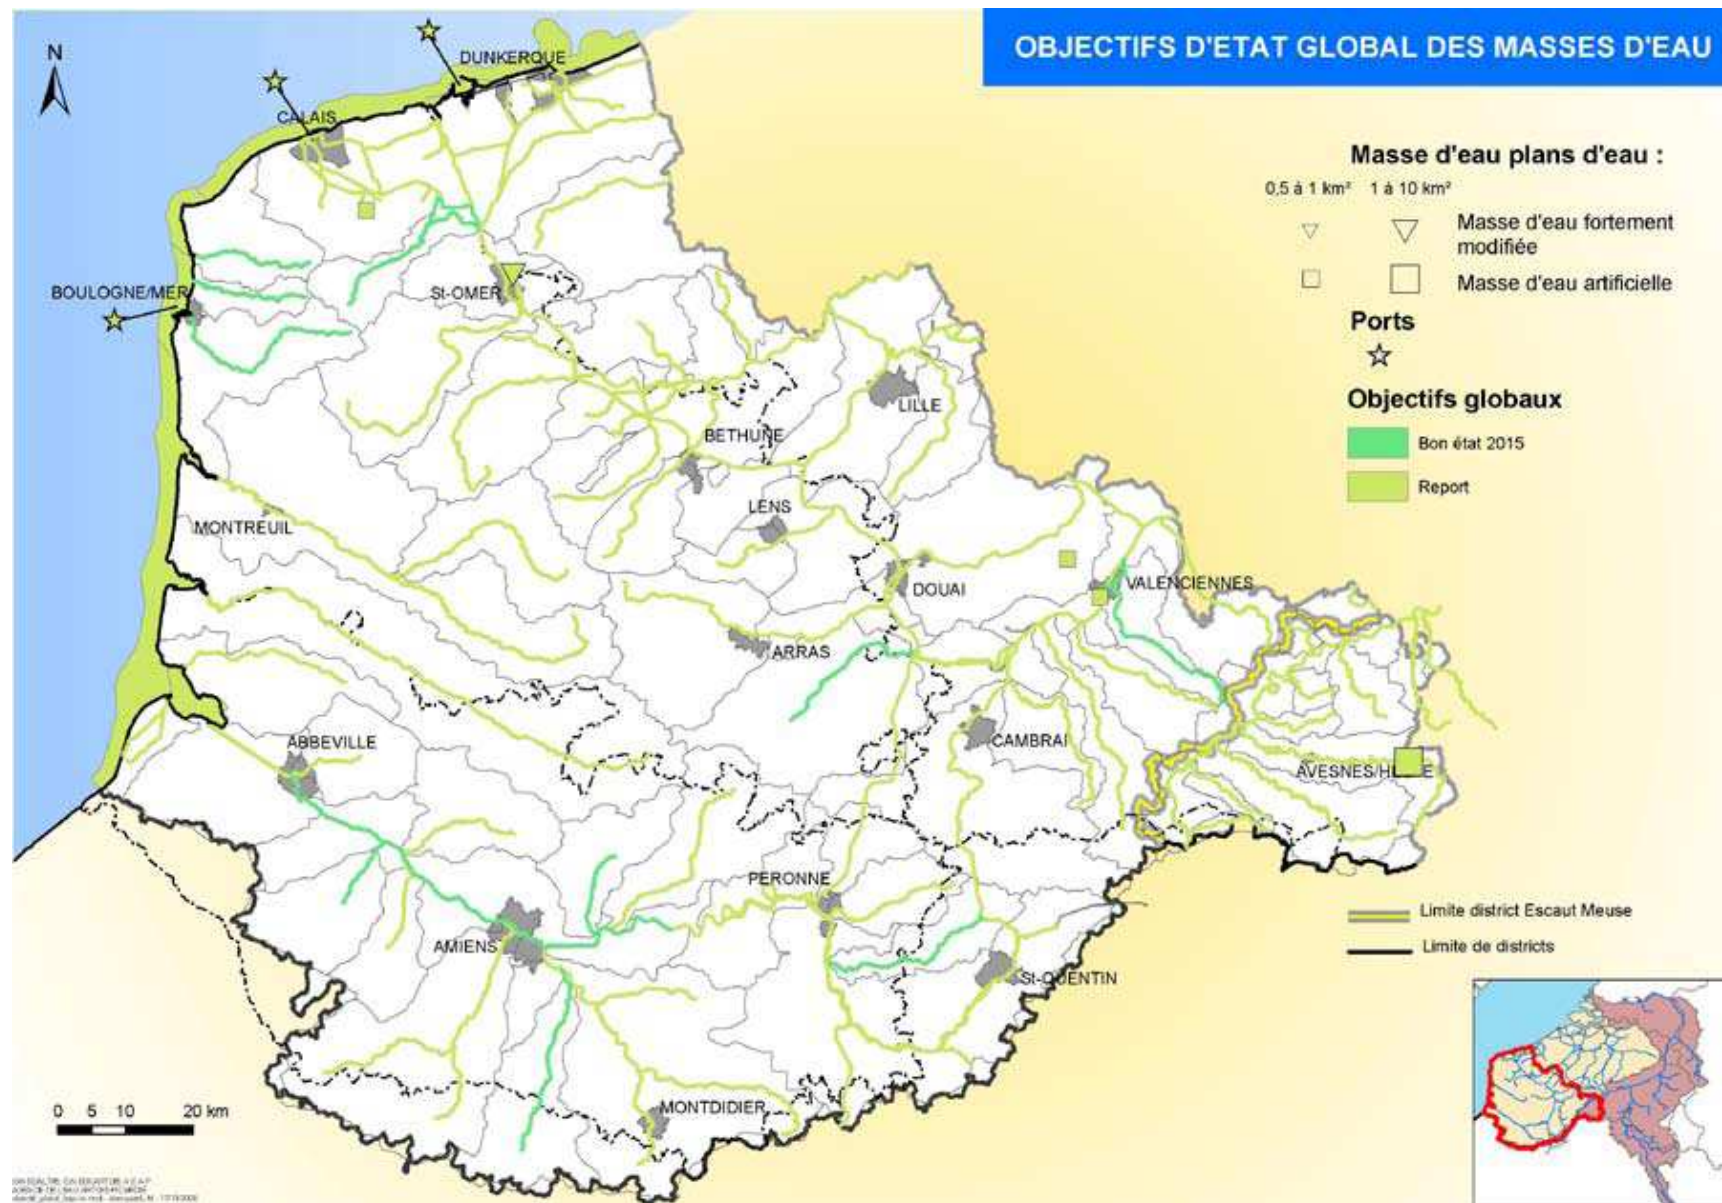 OBJECTIFS D'ETAT GLOBAL DES MASSES D'EAU
N
DUNKERQUE
CALAIS
BOULOGNE/MER
St-OMER
LILLE
BETHUNE
LENS
MONTREUIL
DOUAI
VALENCIENNES
ARRAS
CAMBRAI
ABBEVILLE
PERONNE
AMIENS
St-QUENTIN
MONTDIDIER
Masse d'eau plans d'eau :
0,5 à 1 km² 1 à 10 km²
Masse d'eau fortement
modifiée
Masse d'eau artificielle
Ports
Objectifs globaux
Bon état 2015
Report
Limite district Escaut Meuse
Limite de districts
0 5 10 20 km